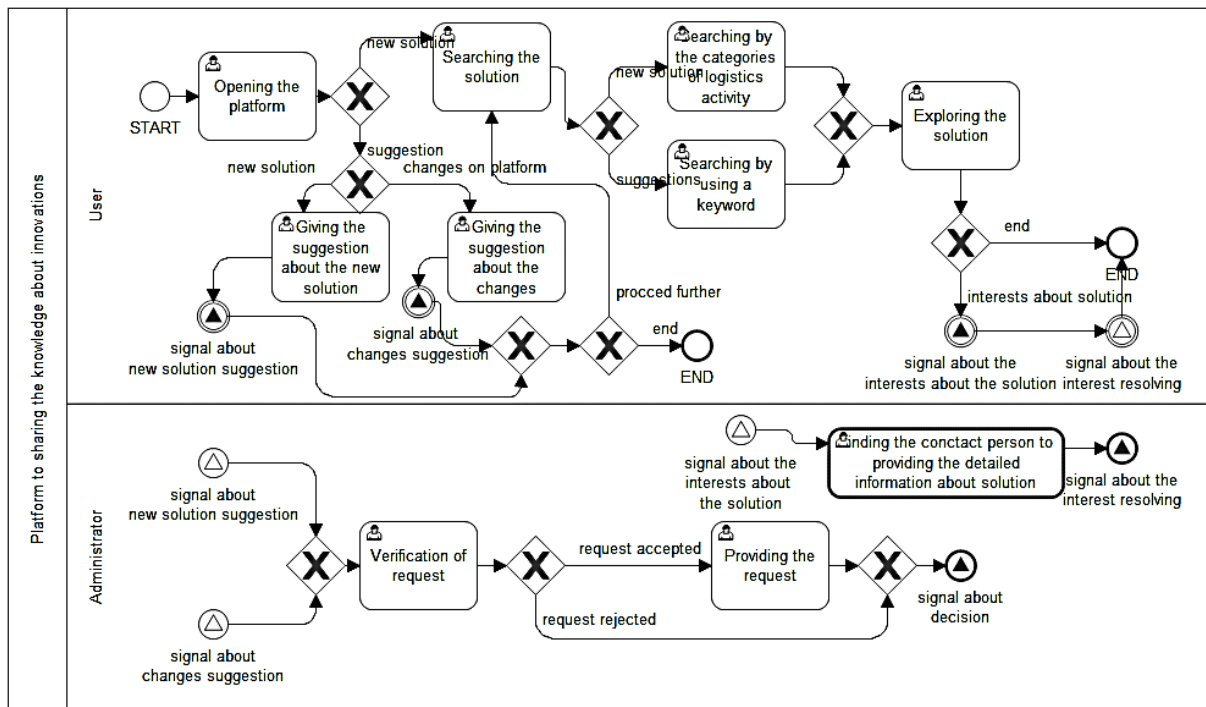 Platform to sharing the knowledge about innovations
User
START
Opening the
platform
new solution
Searching the
solution
new solution
Searching by
the categories
of logistics
activity
Exploring the
solution
suggestion
changes on platform
new solution
suggestions
Searching by
using a
keyword
Giving the
suggestion
about the new
solution
Giving the
suggestion
about the
changes
end
END
procced further
interests about solution
signal about
new solution suggestion
signal about
changes suggestion
end
END
signal about the
interests about the solution
signal about the
interest resolving
Administrator
signal about
new solution suggestion
signal about the
interests about
the solution
inding the conctact person to
providing the detailed
information about solution
signal about the
interest resolving
Verification of
request
request accepted
Providing the
request
request rejected
signal about
decision
signal about
changes suggestion